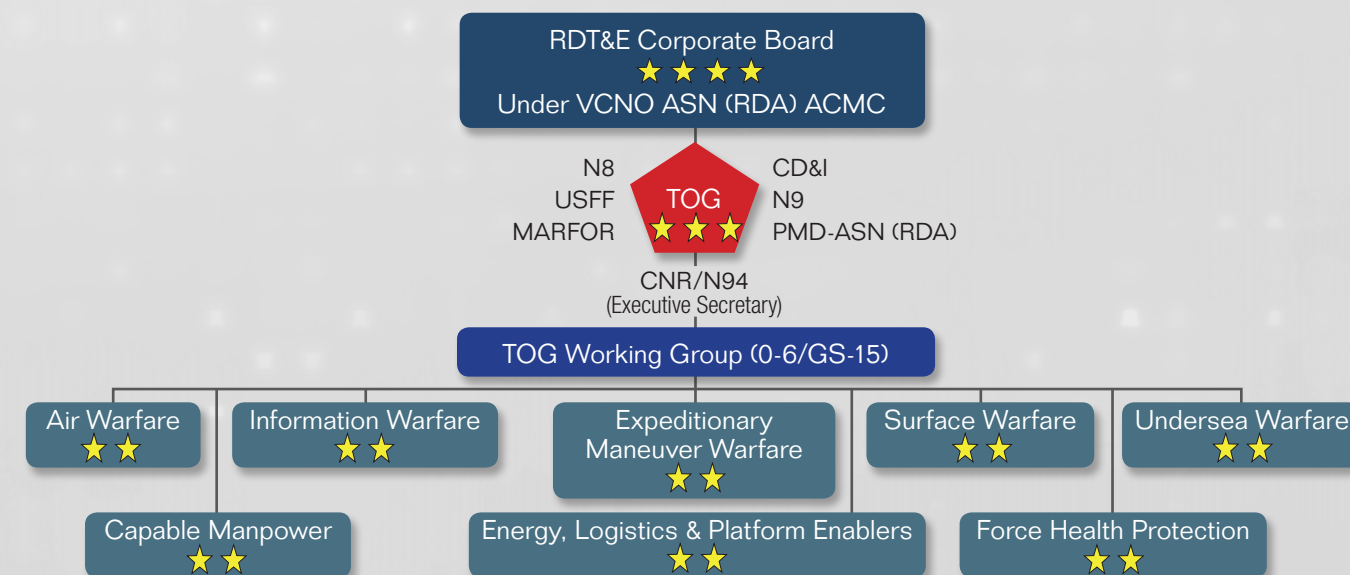 RDT&E Corporate Board
Under VCNO ASN (RDA) ACMC
N8
USFF
MARFOR
TOG
CD&I
N9
PMD-ASN (RDA)
CNR/N94
(Executive Secretary)
TOG Working Group (0-6/GS-15)
Air Warfare
Information Warfare
Expeditionary
Maneuver Warfare
Surface Warfare
Undersea Warfare
Capable Manpower
Energy, Logistics & Platform Enablers
Force Health Protection